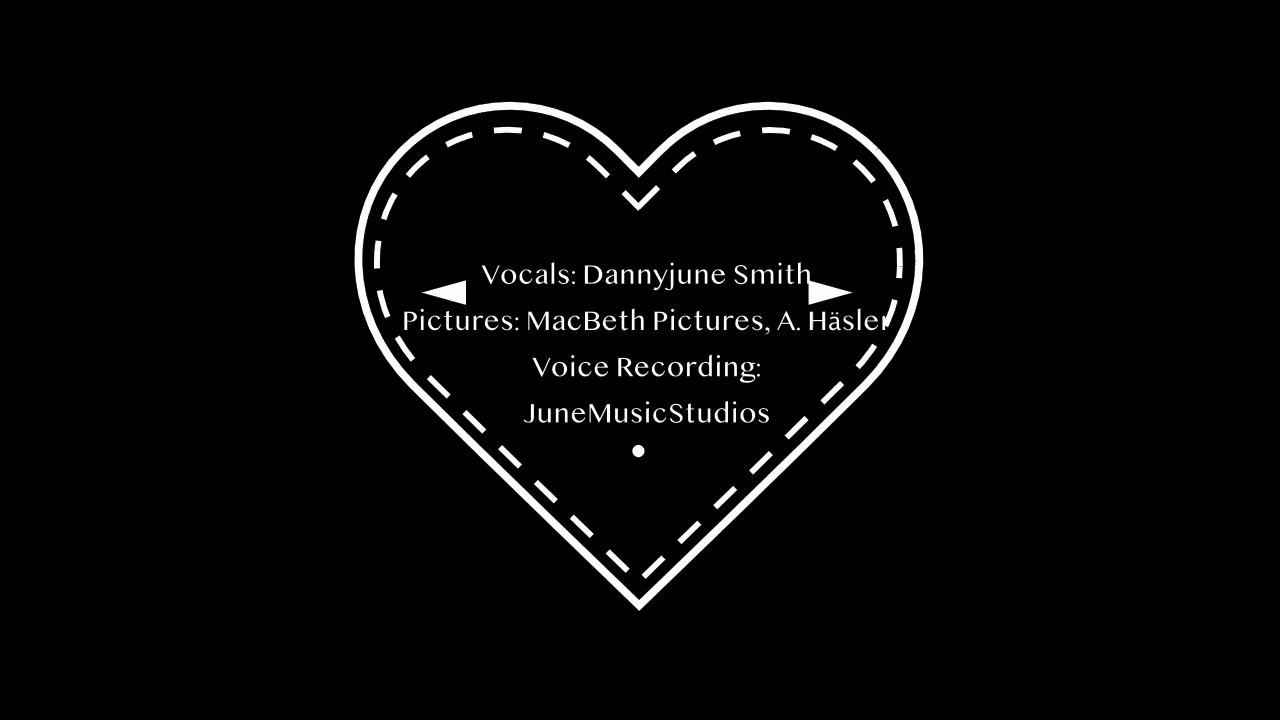 Vocals: Dannyjune Smith
Pictures: MacBeth Pictures, A. Häsler
Voice Recording:
JuneMusicStudios